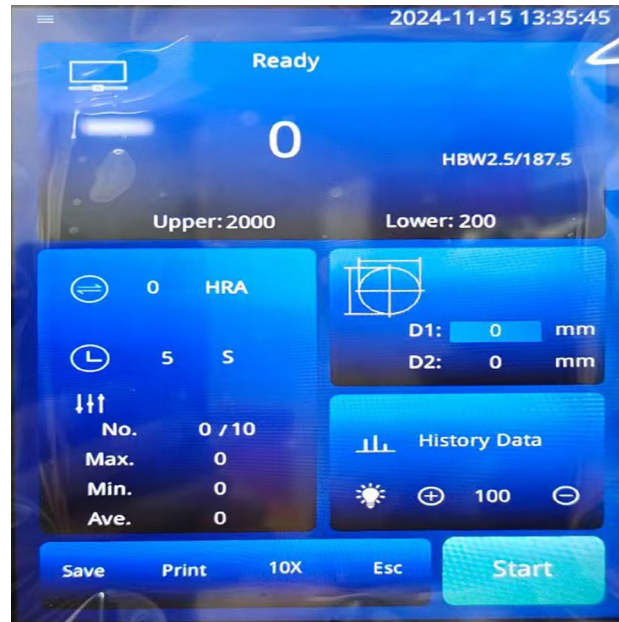 2024-11-15 13:35:45
Ready
0
HBW2.5/187.5
Upper: 2000 Lower: 200
0 HRA
5 S
No. 0 /10
Max. 0
Min. 0
Ave. 0
D1: 0 mm
D2: 0 mm
History Data
100
Save Print 10X Esc
Start